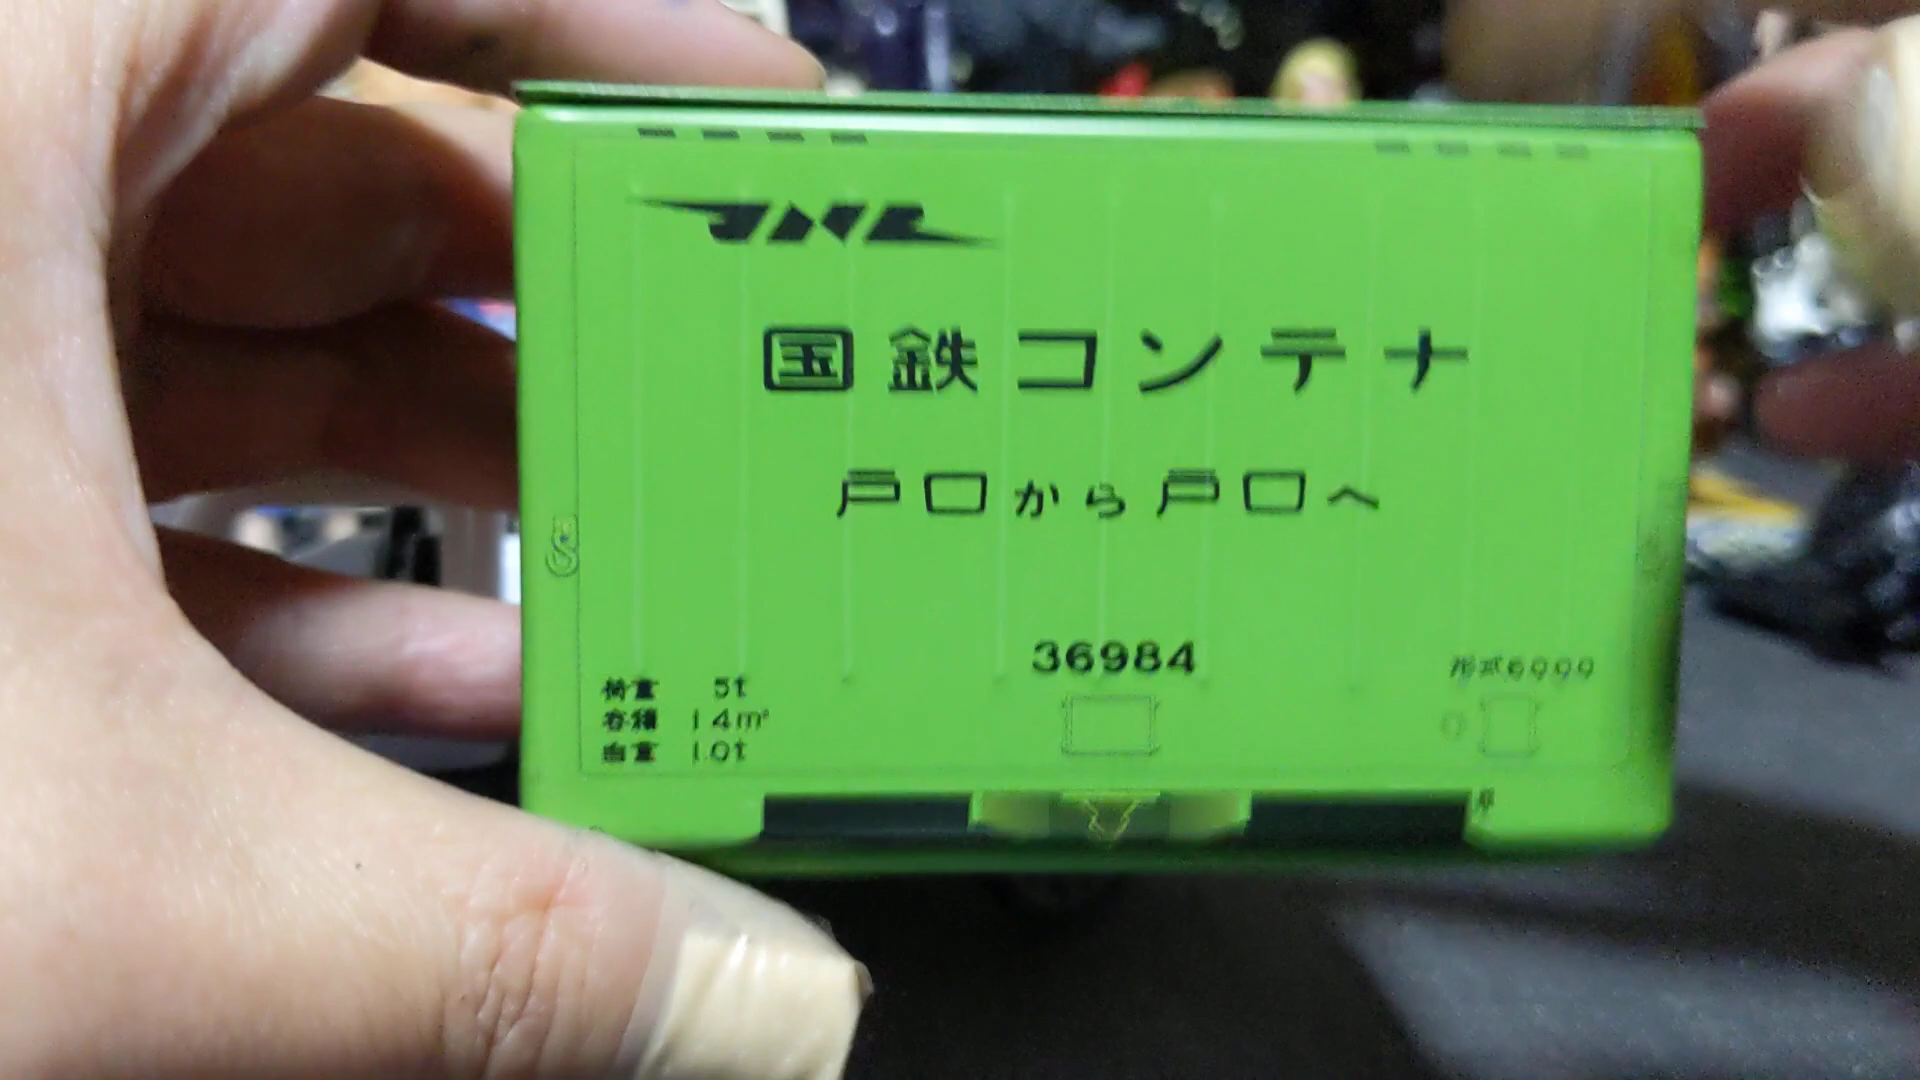 JNR
国鉄コンテナ
戸口から戸口へ
36984
形式6000
荷重 5t
容積 14m³
自重 1.0t